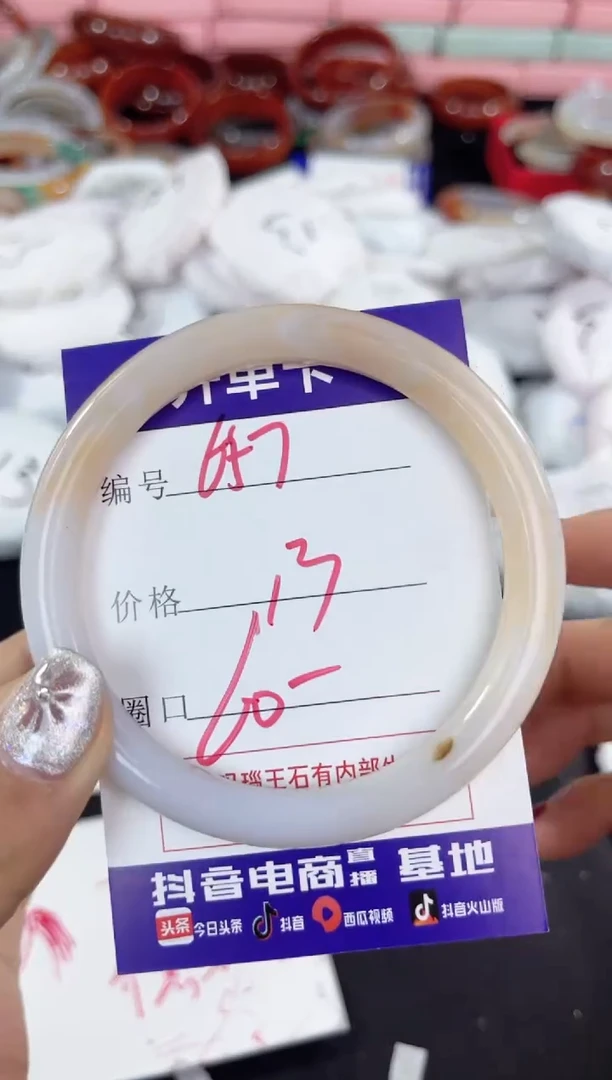 开单卡
编号 647
价格 13
圈口 60-
玛瑙玉石有内部
抖音电商直播基地
头条 今日头条 抖音 西瓜视频 抖音火山版